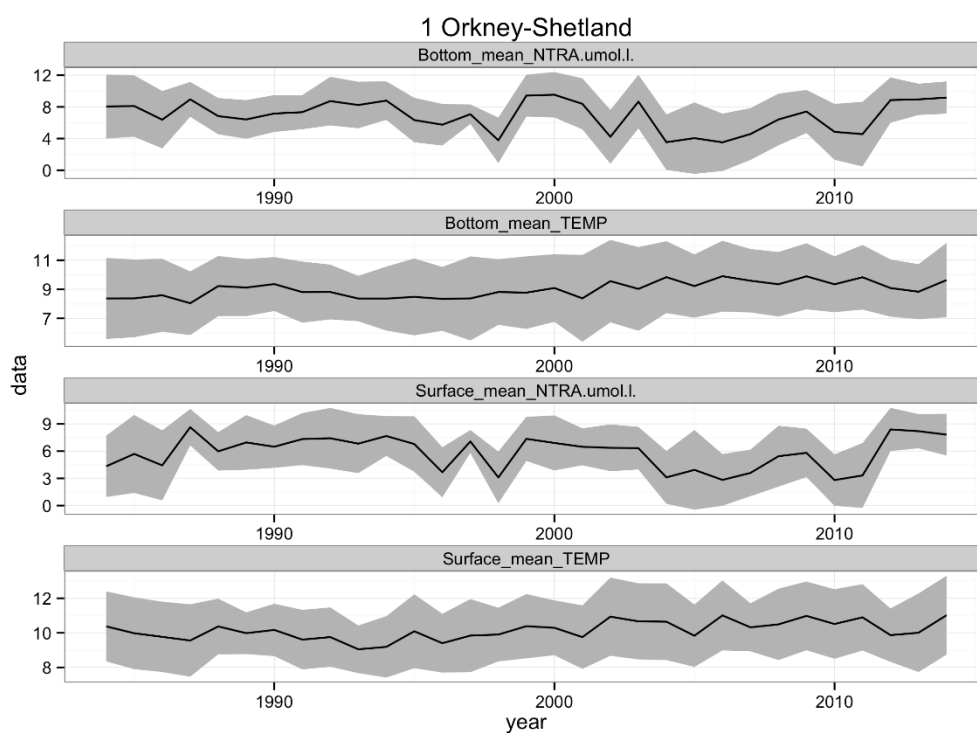 1 Orkney-Shetland
Bottom_mean_NTRA.umol.l.
12
8
4
0
1990 2000 2010
Bottom_mean_TEMP
11
9
7
1990 2000 2010
data
Surface_mean_NTRA.umol.l.
9
6
3
0
1990 2000 2010
Surface_mean_TEMP
12
10
8
1990 2000 2010
year